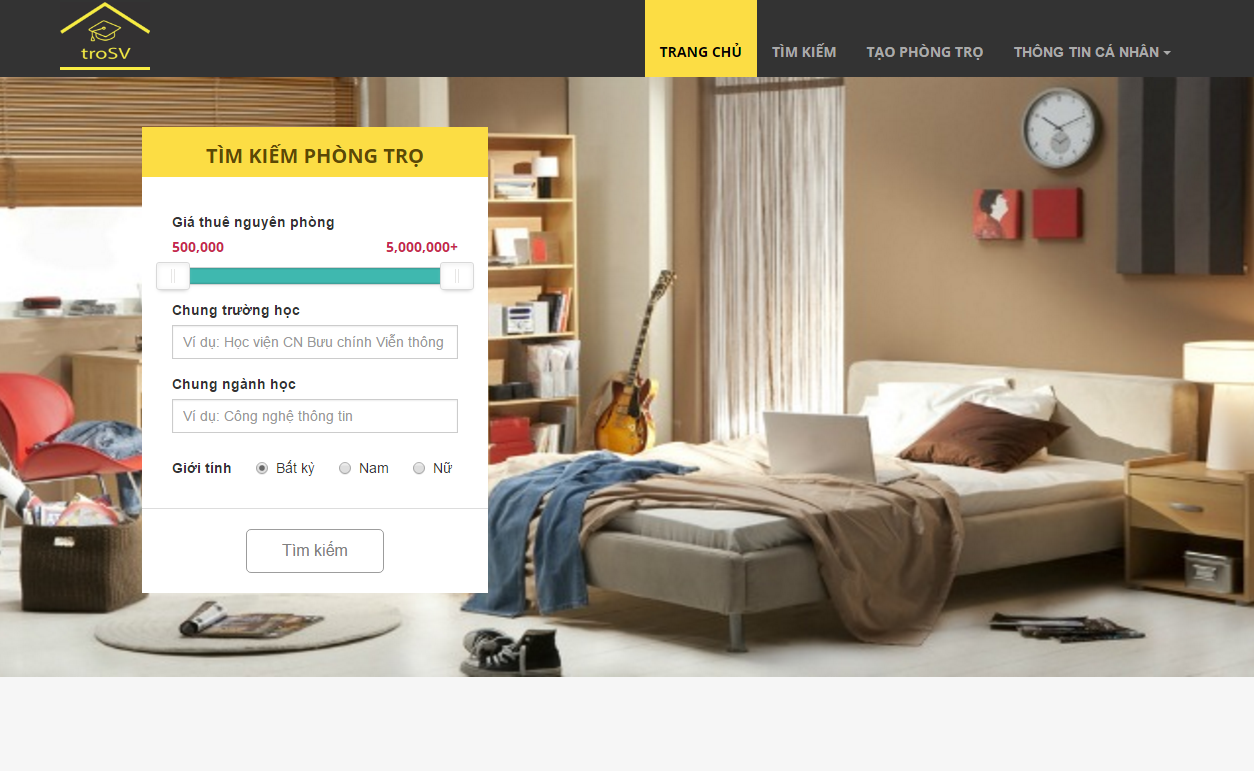 troSV
TRANG CHỦ TÌM KIẾM TẠO PHÒNG TRỌ THÔNG TIN CÁ NHÂN
TÌM KIẾM PHÒNG TRỌ
Giá thuê nguyên phòng
500,000 5,000,000+
Chung trường học
Ví dụ: Học viện CN Bưu chính Viễn thông
Chung ngành học
Ví dụ: Công nghệ thông tin
Giới tính Bất kỳ Nam Nữ
Tìm kiếm